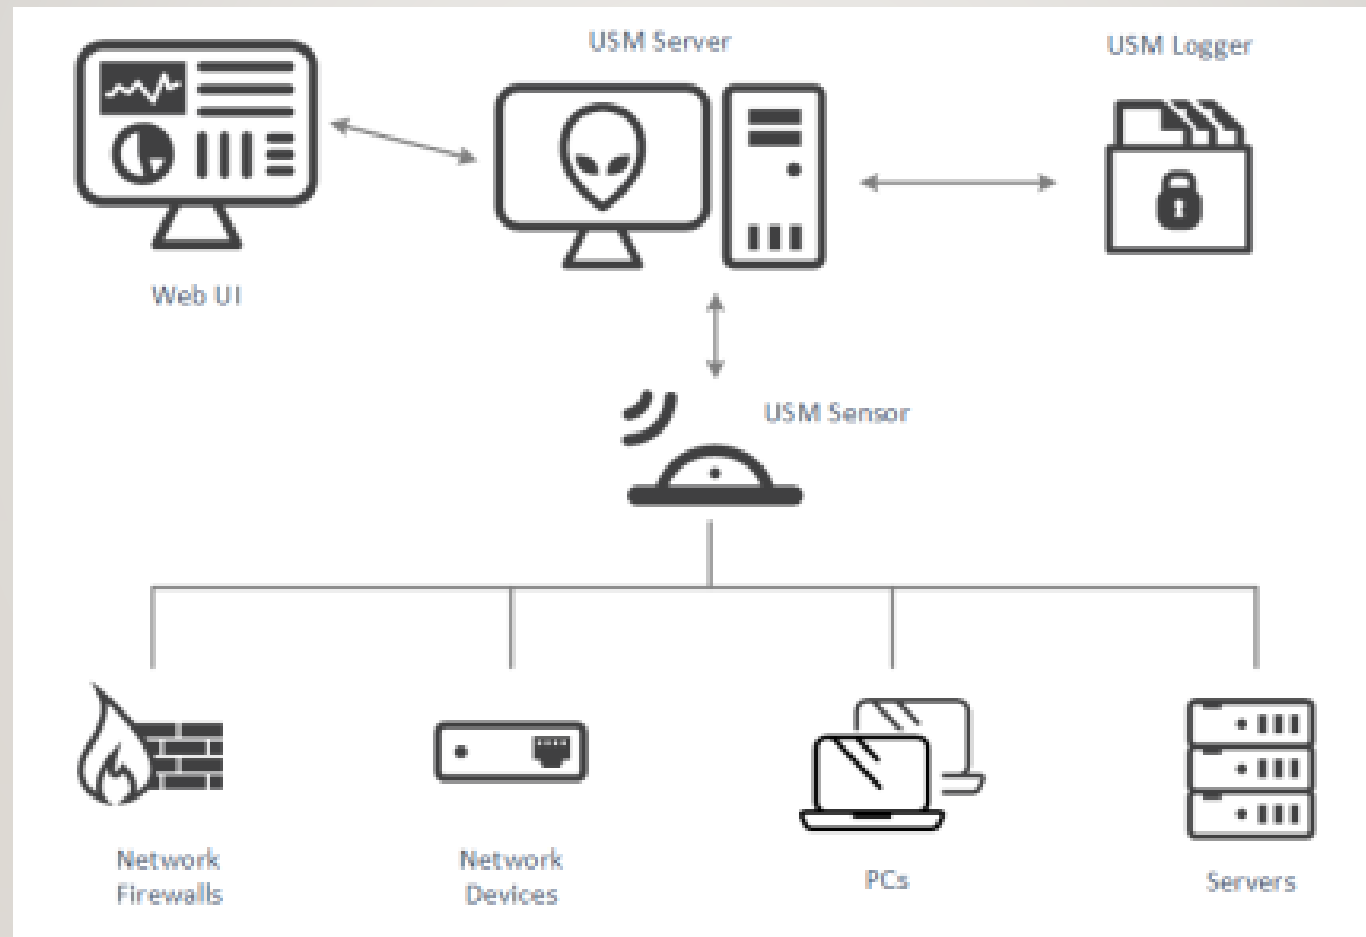 USM Server
USM Logger
Web UI
USM Sensor
Network
Firewalls
Network
Devices
PCs
Servers